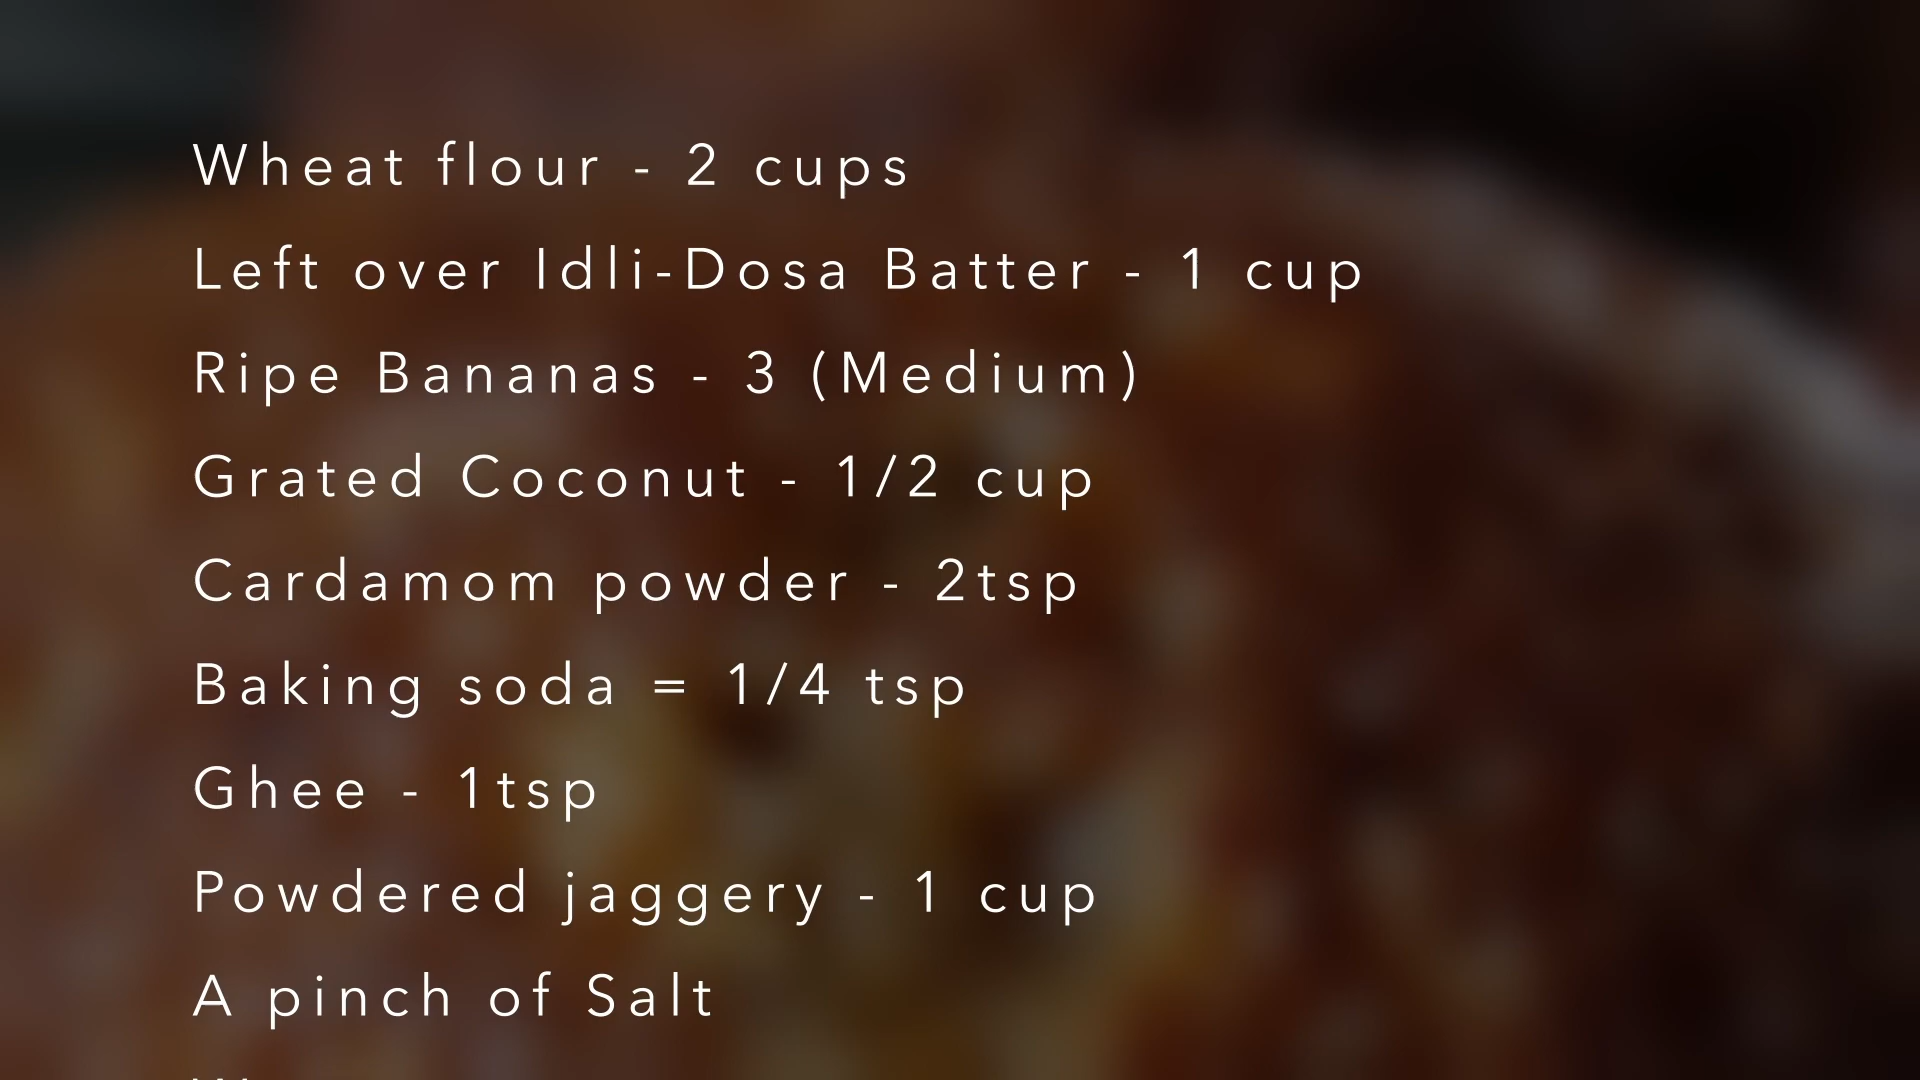 Wheat flour - 2 cups
Left over Idli-Dosa Batter - 1 cup
Ripe Bananas - 3 (Medium)
Grated Coconut - 1/2 cup
Cardamom powder - 2tsp
Baking soda = 1/4 tsp
Ghee - 1tsp
Powdered jaggery - 1 cup
A pinch of Salt